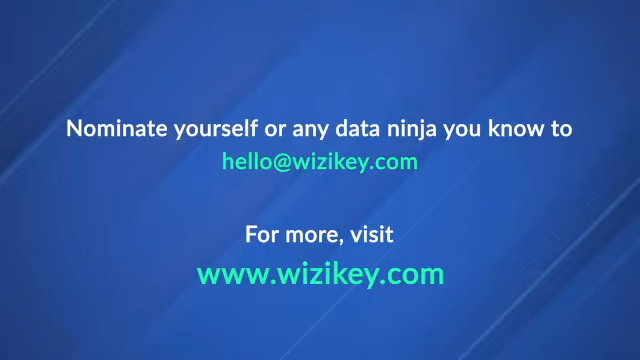 Nominate yourself or any data ninja you know to
hello@wizikey.com
For more, visit
www.wizikey.com